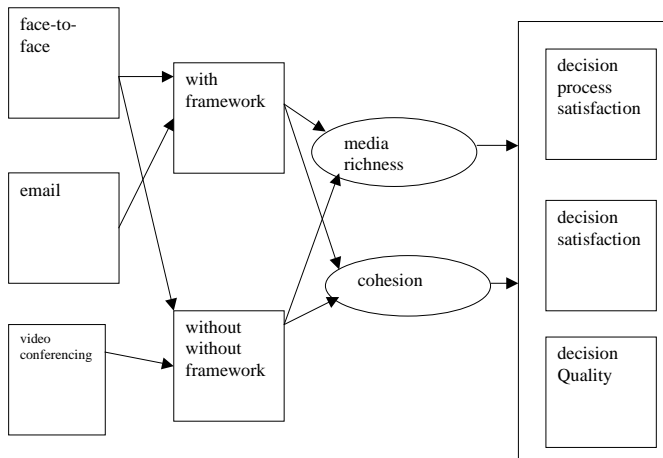 face-to-
face
email
video
conferencing
with
framework
without
without
framework
media
richness
cohesion
decision
process
satisfaction
decision
satisfaction
decision
Quality